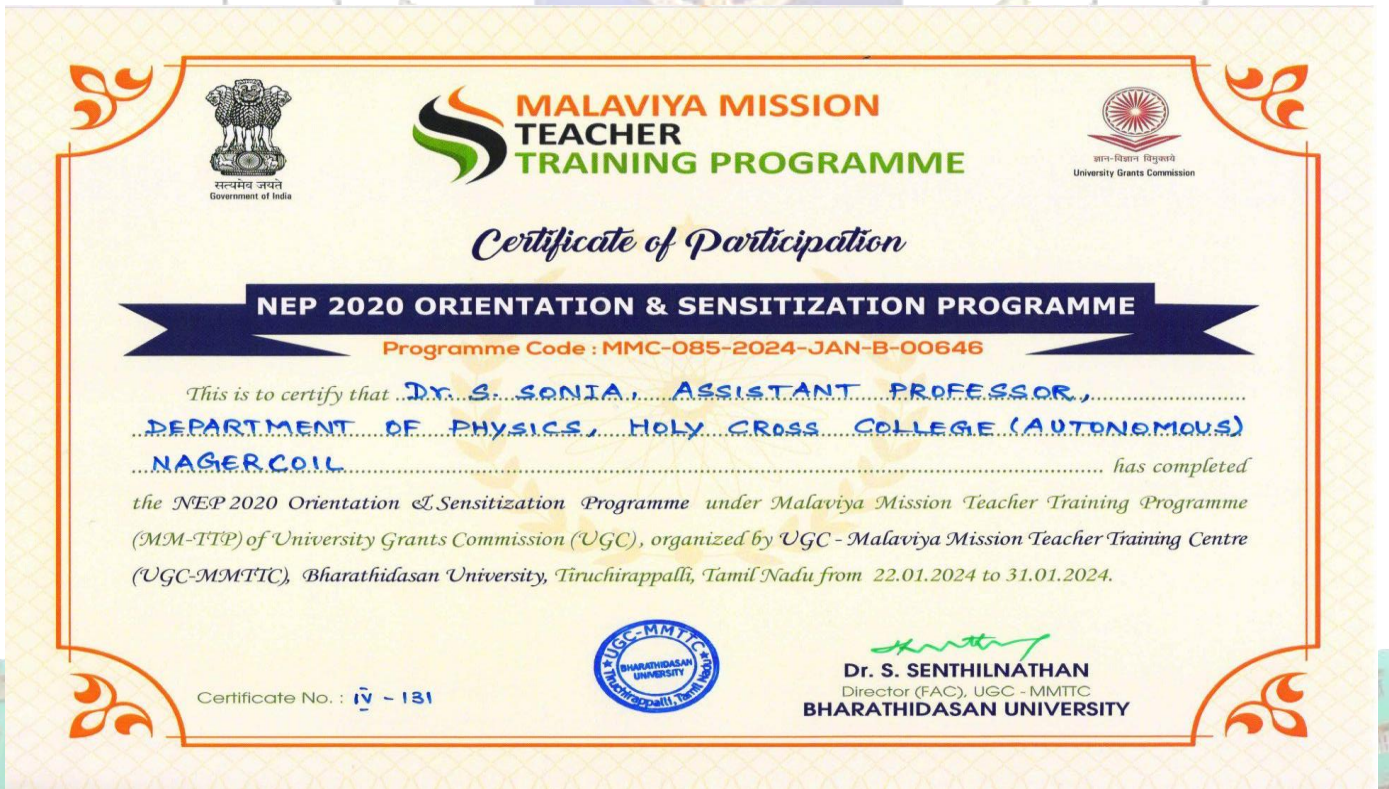 सत्यमेव जयते
Government of India
MALAVIYA MISSION
TEACHER
TRAINING PROGRAMME
ज्ञान-विज्ञान विमुक्तये
University Grants Commission
Certificate of Participation
NEP 2020 ORIENTATION & SENSITIZATION PROGRAMME
Programme Code : MMC-085-2024-JAN-B-00646
This is to certify that Dr. S. SONIA, ASSISTANT PROFESSOR,
DEPARTMENT OF PHYSICS, HOLY CROSS COLLEGE (AUTONOMOUS)
NAGERCOIL has completed
the NEP 2020 Orientation & Sensitization Programme under Malaviya Mission Teacher Training Programme
(MM-TTP) of University Grants Commission (UGC), organized by UGC - Malaviya Mission Teacher Training Centre
(UGC-MMTTC), Bharathidasan University, Tiruchirappalli, Tamil Nadu from 22.01.2024 to 31.01.2024.
UGC-MMTTC
BHARATHIDASAN
UNIVERSITY
Tiruchirappalli, Tamil Nadu
Dr. S. SENTHILNATHAN
Director (FAC), UGC - MMTTC
BHARATHIDASAN UNIVERSITY
Certificate No. : IV - 131